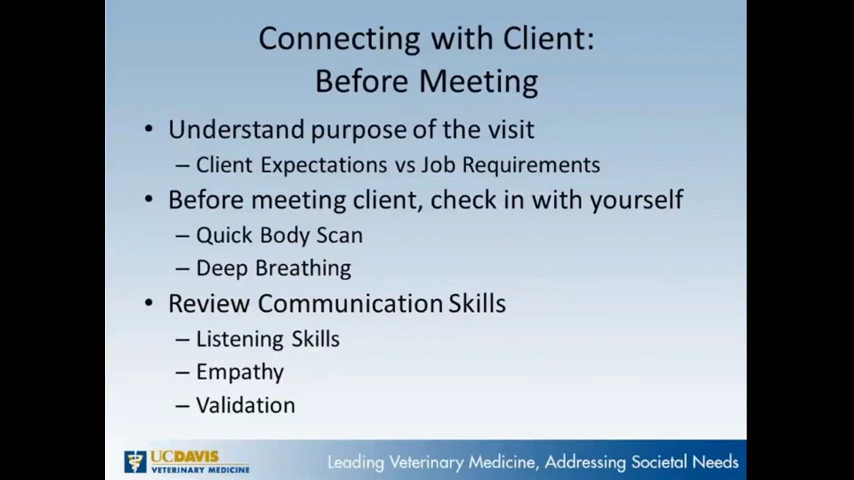 Connecting with Client:
Before Meeting
• Understand purpose of the visit
– Client Expectations vs Job Requirements
• Before meeting client, check in with yourself
– Quick Body Scan
– Deep Breathing
• Review Communication Skills
– Listening Skills
– Empathy
– Validation
UCDAVIS
VETERINARY MEDICINE
Leading Veterinary Medicine, Addressing Societal Needs